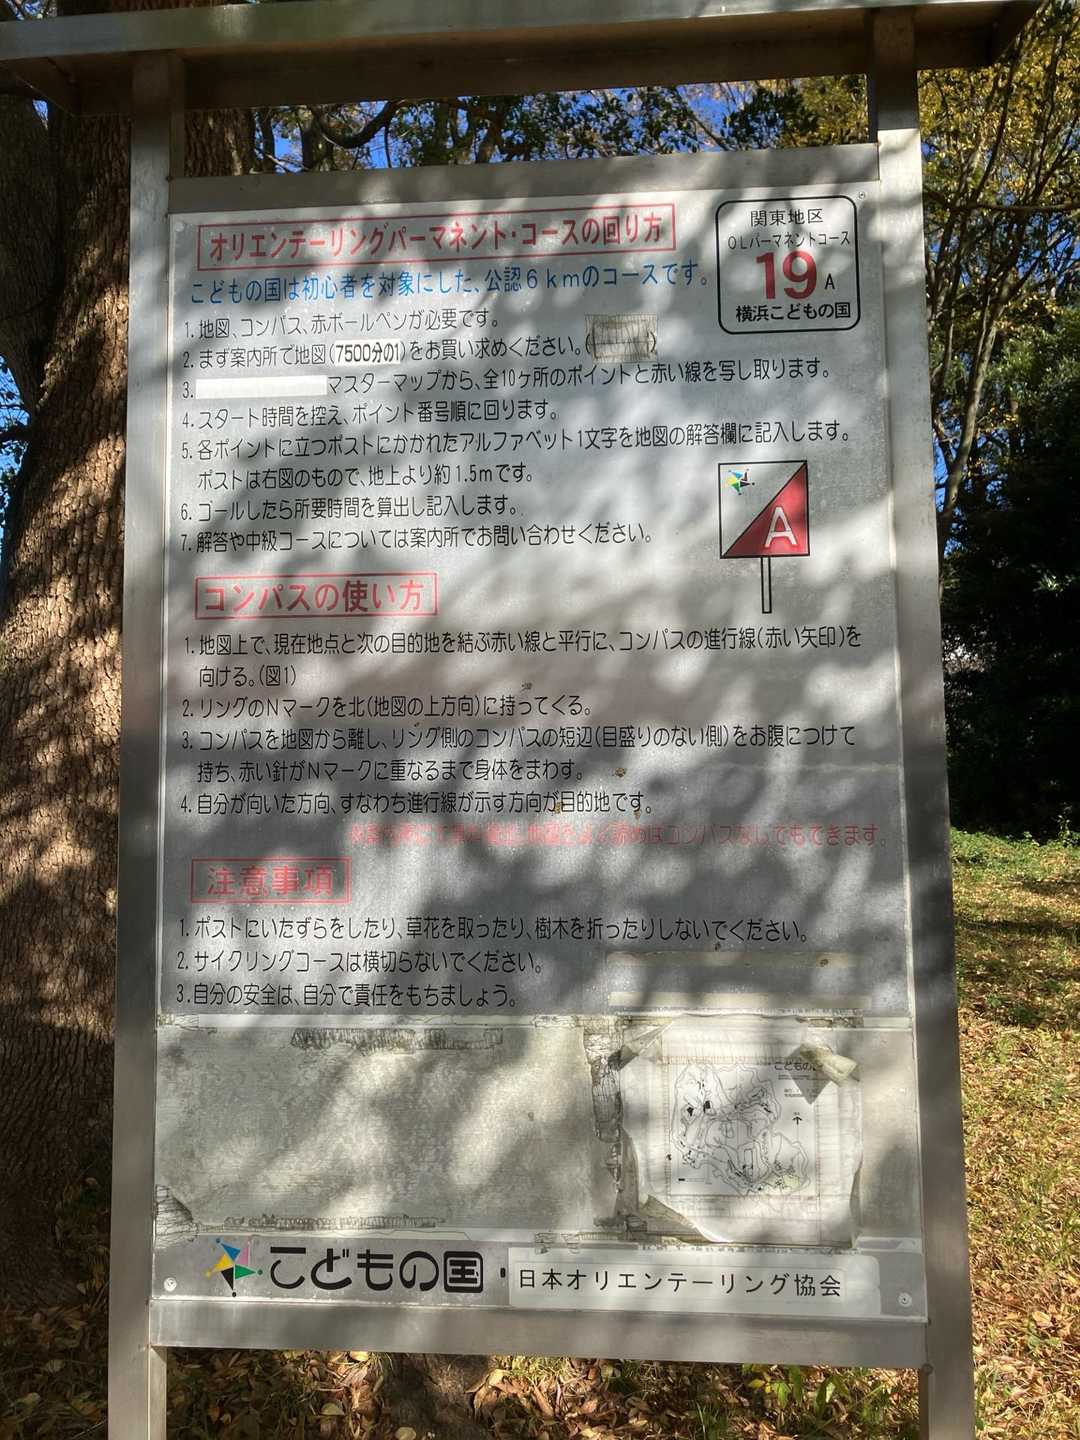 オリエンテーリングパーマネント・コースの回り方
関東地区
OLパーマネントコース
19A
横浜こどもの国
こどもの国は初心者を対象にした、公認6kmのコースです。
1.地図、コンパス、赤ボールペンが必要です。
2.まず案内所で地図(7500分の1)をお買い求めください。
3.マスターマップから、全10ヶ所のポイントと赤い線を写し取ります。
4.スタート時間を控え、ポイント番号順に回ります。
5.各ポイントに立つポストにかかれたアルファベット1文字を地図の解答欄に記入します。
ポストは右図のもので、地上より約1.5mです。
6.ゴールしたら所要時間を算出し記入します。
7.解答や中級コースについては案内所でお問い合わせください。
A
コンパスの使い方
1.地図上で、現在地点と次の目的地を結ぶ赤い線と平行に、コンパスの進行線(赤い矢印)を
向ける。(図1)
2.リングのNマークを北(地図の上方向)に持ってくる。
3.コンパスを地図から離し、リング側のコンパスの短辺(目盛りのない側)をお腹につけて
持ち、赤い針がNマークに重なるまで身体をまわす。
4.自分が向いた方向、すなわち進行線が示す方向が目的地です。
コンパスなしでもできます。
注意事項
1.ポストにいたずらをしたり、草花を取ったり、樹木を折ったりしないでください。
2.サイクリングコースは横切らないでください。
3.自分の安全は、自分で責任をもちましょう。
こどもの
こどもの国・日本オリエンテーリング協会